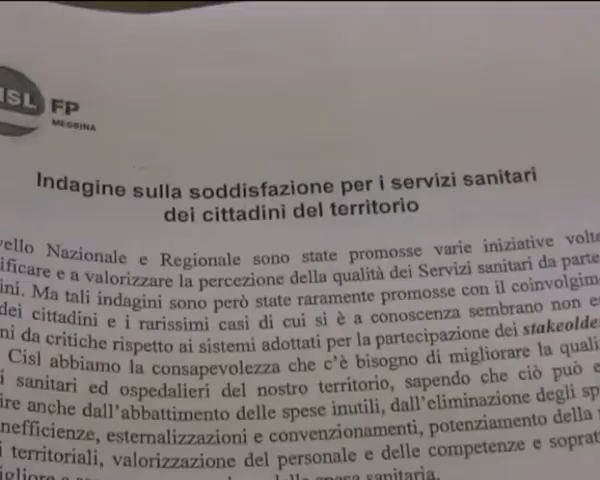 ISL FP
MESSINA
Indagine sulla soddisfazione per i servizi sanitari
dei cittadini del territorio
vello Nazionale e Regionale sono state promosse varie iniziative volte
ificare e a valorizzare la percezione della qualità dei Servizi sanitari da parte
ini. Ma tali indagini sono però state raramente promosse con il coinvolgim
dei cittadini e i rarissimi casi di cui si è a conoscenza sembrano non es
ni da critiche rispetto ai sistemi adottati per la partecipazione dei stakeolde
Cisl abbiamo la consapevolezza che c'è bisogno di migliorare la quali
i sanitari ed ospedalieri del nostro territorio, sapendo che ciò può e
ire anche dall'abbattimento delle spese inutili, dall'eliminazione degli sp
nefficienze, esternalizzazioni e convenzionamenti, potenziamento della
i territoriali, valorizzazione del personale e delle competenze e soprat
sanitaria.